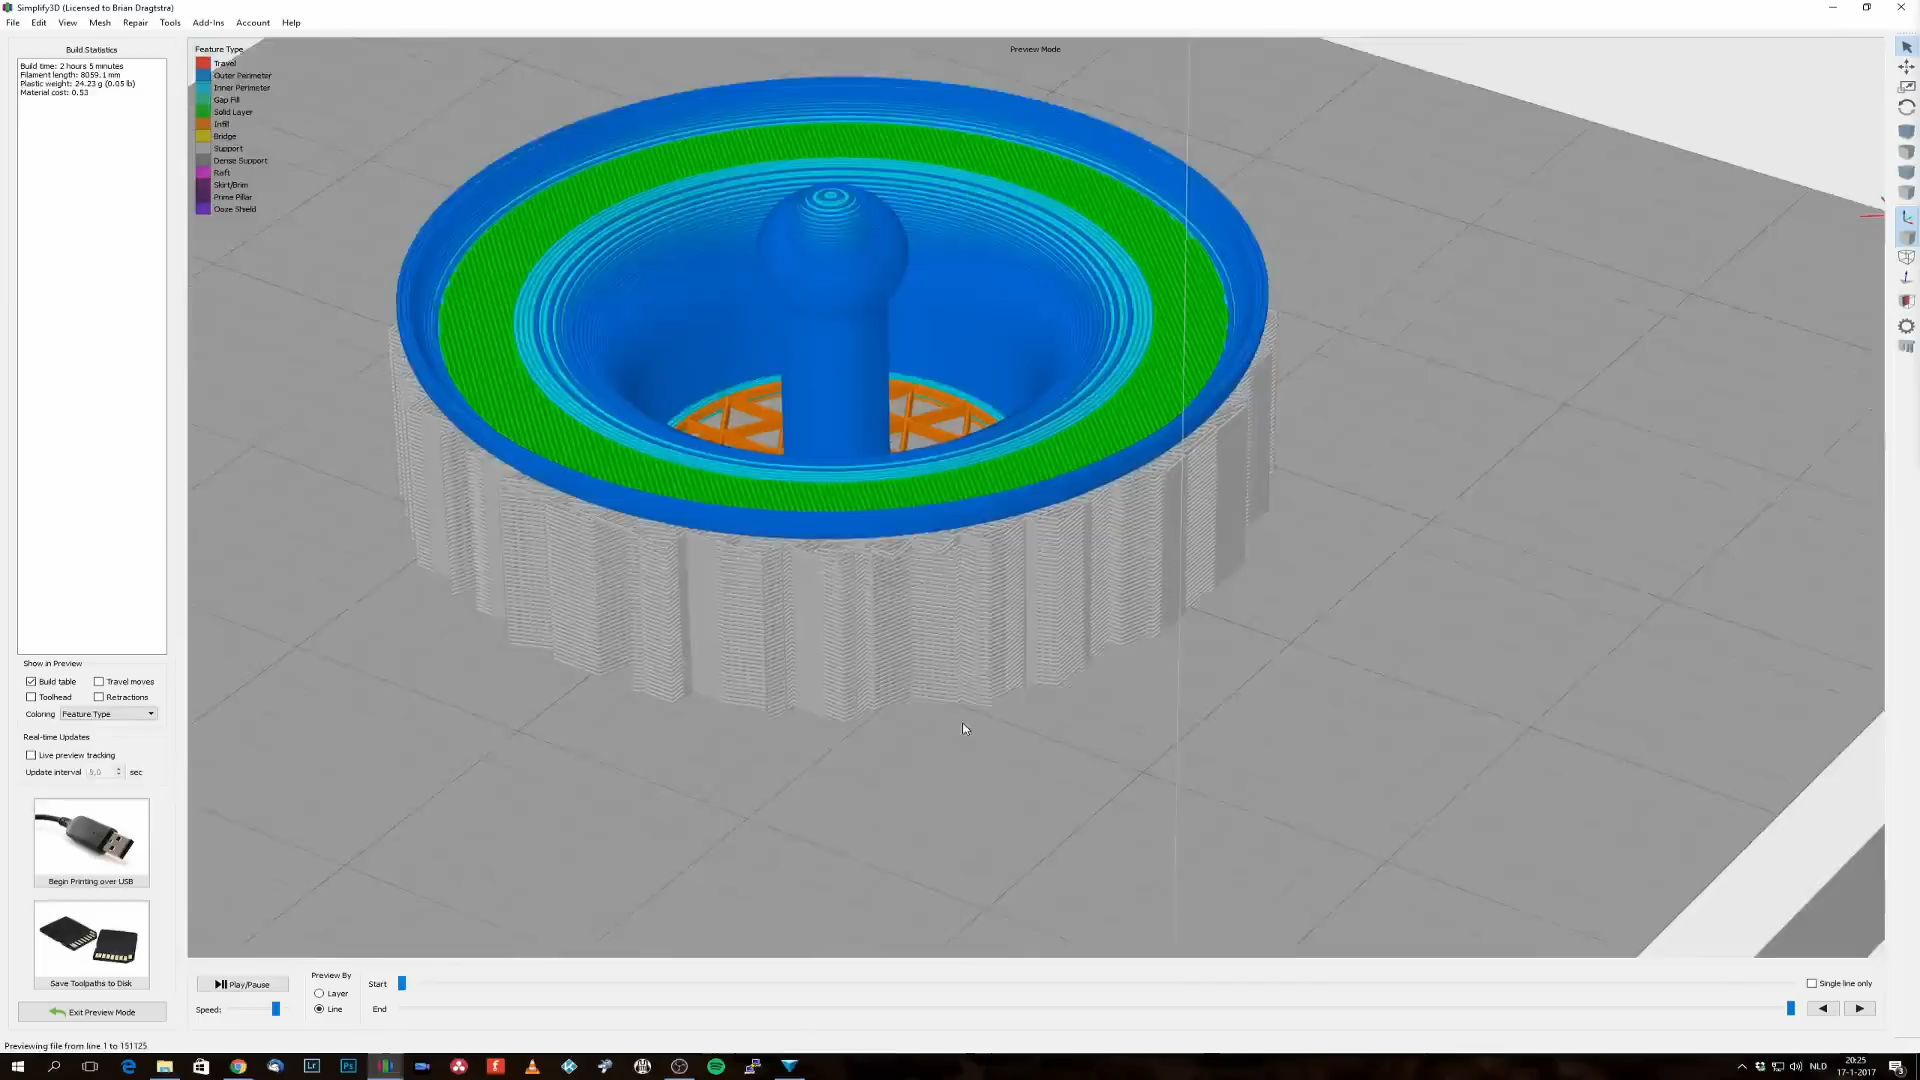 Simplify3D (Licensed to Brian Dragtstra)
File Edit View Mesh Repair Tools Add-Ins Account Help
Build Statistics
Build time: 2 hours 5 minutes
Filament length: 8059.1 mm
Plastic weight: 24.23 g (0.05 lb)
Material cost: 0.53
Feature Type
Travel
Outer Perimeter
Inner Perimeter
Gap Fill
Solid Layer
Infill
Bridge
Support
Dense Support
Raft
Skirt/Brim
Prime Pillar
Ooze Shield
Preview Mode
Show in Preview
Build table Travel moves
Toolhead Retractions
Coloring Feature Type
Real-time Updates
Live preview tracking
Update interval 5,0 sec
Begin Printing over USB
Save Toolpaths to Disk
Exit Preview Mode
Play/Pause
Speed:
Preview By
Layer
Line
Start
End
Single line only
Previewing file from line 1 to 151125
Lr
Ps
NLD
20:25
17-1-2017